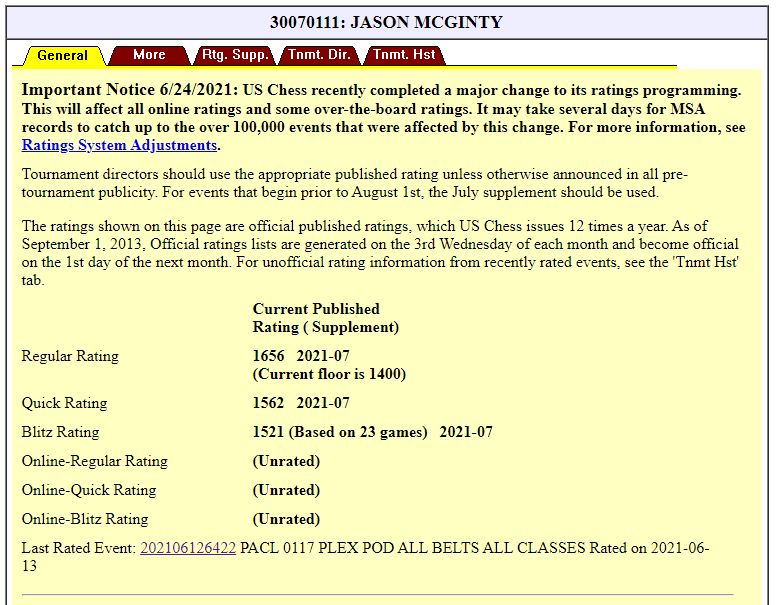 30070111: JASON MCGINTY
General More Rtg. Supp. Tnmt. Dir. Tnmt. Hst
Important Notice 6/24/2021: US Chess recently completed a major change to its ratings programming.
This will affect all online ratings and some over-the-board ratings. It may take several days for MSA
records to catch up to the over 100,000 events that were affected by this change. For more information, see
Ratings System Adjustments.
Tournament directors should use the appropriate published rating unless otherwise announced in all pre-
tournament publicity. For events that begin prior to August 1st, the July supplement should be used.
The ratings shown on this page are official published ratings, which US Chess issues 12 times a year. As of
September 1, 2013, Official ratings lists are generated on the 3rd Wednesday of each month and become official
on the 1st day of the next month. For unofficial rating information from recently rated events, see the 'Tnmt Hst'
tab.
Current Published
Rating ( Supplement)
Regular Rating 1656 2021-07
(Current floor is 1400)
Quick Rating 1562 2021-07
Blitz Rating 1521 (Based on 23 games) 2021-07
Online-Regular Rating (Unrated)
Online-Quick Rating (Unrated)
Online-Blitz Rating (Unrated)
Last Rated Event: 202106126422 PACL 0117 PLEX POD ALL BELTS ALL CLASSES Rated on 2021-06-
13